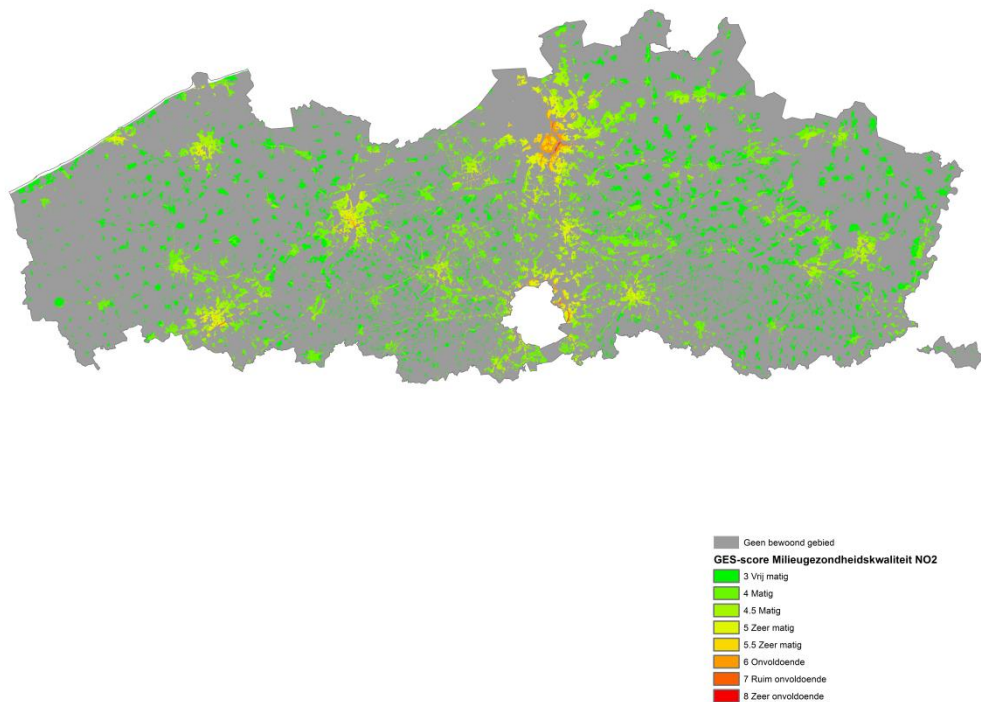 Geen bewoond gebied
GES-score Milieugezondheidskwaliteit NO2
3 Vrij matig
4 Matig
4.5 Matig
5 Zeer matig
5.5 Zeer matig
6 Onvoldoende
7 Ruim onvoldoende
8 Zeer onvoldoende